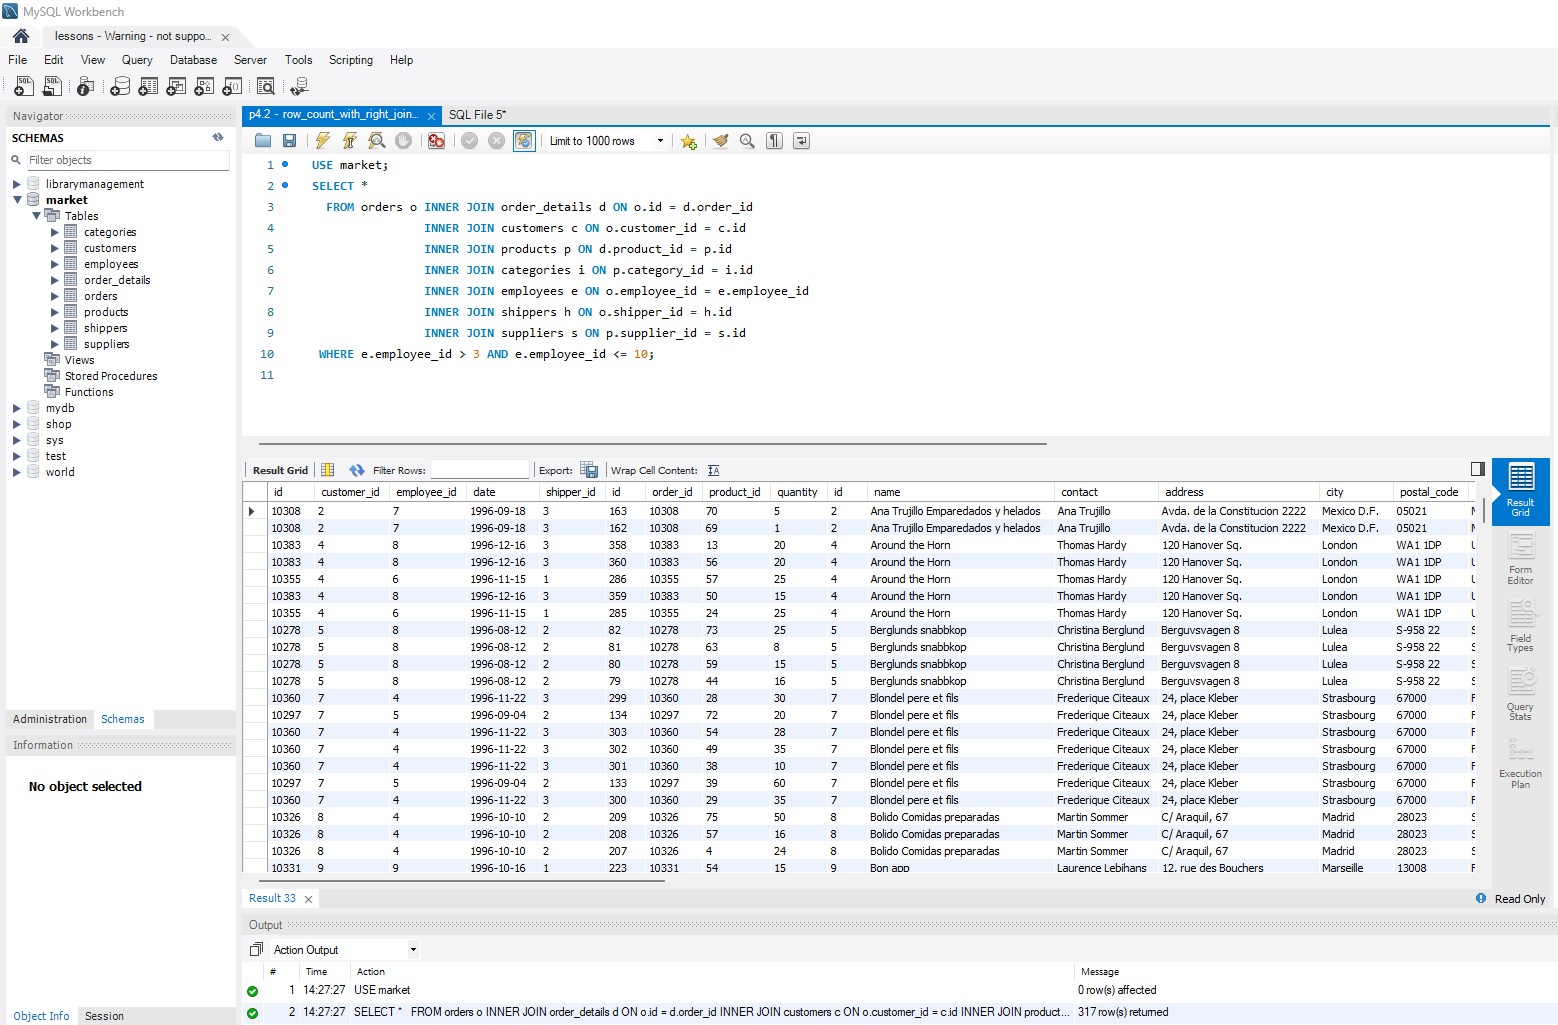 MySQL Workbench
lessons - Warning - not suppo...
File Edit View Query Database Server Tools Scripting Help
Navigator
SCHEMAS
Filter objects
librarymanagement
market
Tables
categories
customers
employees
order_details
orders
products
shippers
suppliers
Views
Stored Procedures
Functions
mydb
shop
sys
test
world
Administration Schemas
Information
No object selected
Object Info Session
p4.2 - row_count_with_right_join... SQL File 5*
Limit to 1000 rows
1 USE market;
2 SELECT *
3 FROM orders o INNER JOIN order_details d ON o.id = d.order_id
4 INNER JOIN customers c ON o.customer_id = c.id
5 INNER JOIN products p ON d.product_id = p.id
6 INNER JOIN categories i ON p.category_id = i.id
7 INNER JOIN employees e ON o.employee_id = e.employee_id
8 INNER JOIN shippers h ON o.shipper_id = h.id
9 INNER JOIN suppliers s ON p.supplier_id = s.id
10 WHERE e.employee_id > 3 AND e.employee_id <= 10;
11
Result Grid Filter Rows: Export: Wrap Cell Content:
id customer_id employee_id date shipper_id id order_id product_id quantity id name contact address city postal_code
10308 2 7 1996-09-18 3 163 10308 70 5 2 Ana Trujillo Emparedados y helados Ana Trujillo Avda. de la Constitucion 2222 Mexico D.F. 05021
10308 2 7 1996-09-18 3 162 10308 69 1 2 Ana Trujillo Emparedados y helados Ana Trujillo Avda. de la Constitucion 2222 Mexico D.F. 05021
10383 4 8 1996-12-16 3 358 10383 13 20 4 Around the Horn Thomas Hardy 120 Hanover Sq. London WA1 1DP
10383 4 8 1996-12-16 3 360 10383 56 20 4 Around the Horn Thomas Hardy 120 Hanover Sq. London WA1 1DP
10355 4 6 1996-11-15 1 286 10355 57 25 4 Around the Horn Thomas Hardy 120 Hanover Sq. London WA1 1DP
10383 4 8 1996-12-16 3 359 10383 50 15 4 Around the Horn Thomas Hardy 120 Hanover Sq. London WA1 1DP
10355 4 6 1996-11-15 1 285 10355 24 25 4 Around the Horn Thomas Hardy 120 Hanover Sq. London WA1 1DP
10278 5 8 1996-08-12 2 82 10278 73 25 5 Berglunds snabbkop Christina Berglund Berguvsvagen 8 Lulea S-958 22
10278 5 8 1996-08-12 2 81 10278 63 8 5 Berglunds snabbkop Christina Berglund Berguvsvagen 8 Lulea S-958 22
10278 5 8 1996-08-12 2 80 10278 59 15 5 Berglunds snabbkop Christina Berglund Berguvsvagen 8 Lulea S-958 22
10278 5 8 1996-08-12 2 79 10278 44 16 5 Berglunds snabbkop Christina Berglund Berguvsvagen 8 Lulea S-958 22
10360 7 4 1996-11-22 3 299 10360 28 30 7 Blondel pere et fils Frederique Citeaux 24, place Kleber Strasbourg 67000
10297 7 5 1996-09-04 2 134 10297 72 20 7 Blondel pere et fils Frederique Citeaux 24, place Kleber Strasbourg 67000
10360 7 4 1996-11-22 3 303 10360 54 28 7 Blondel pere et fils Frederique Citeaux 24, place Kleber Strasbourg 67000
10360 7 4 1996-11-22 3 302 10360 49 35 7 Blondel pere et fils Frederique Citeaux 24, place Kleber Strasbourg 67000
10360 7 4 1996-11-22 3 301 10360 38 10 7 Blondel pere et fils Frederique Citeaux 24, place Kleber Strasbourg 67000
10297 7 5 1996-09-04 2 133 10297 39 60 7 Blondel pere et fils Frederique Citeaux 24, place Kleber Strasbourg 67000
10360 7 4 1996-11-22 3 300 10360 29 35 7 Blondel pere et fils Frederique Citeaux 24, place Kleber Strasbourg 67000
10326 8 4 1996-10-10 2 209 10326 75 50 8 Bolido Comidas preparadas Martin Sommer C/ Araquil, 67 Madrid 28023
10326 8 4 1996-10-10 2 208 10326 57 16 8 Bolido Comidas preparadas Martin Sommer C/ Araquil, 67 Madrid 28023
10326 8 4 1996-10-10 2 207 10326 4 24 8 Bolido Comidas preparadas Martin Sommer C/ Araquil, 67 Madrid 28023
10331 9 9 1996-10-16 1 223 10331 54 15 9 Bon app Laurence Lebihans 12, rue des Bouchers Marseille 13008
Result Grid
Form Editor
Field Types
Query Stats
Execution Plan
Result 33 Read Only
Output
Action Output
# Time Action Message
1 14:27:27 USE market 0 row(s) affected
2 14:27:27 SELECT * FROM orders o INNER JOIN order_details d ON o.id = d.order_id INNER JOIN customers c ON o.customer_id = c.id INNER JOIN product... 317 row(s) returned